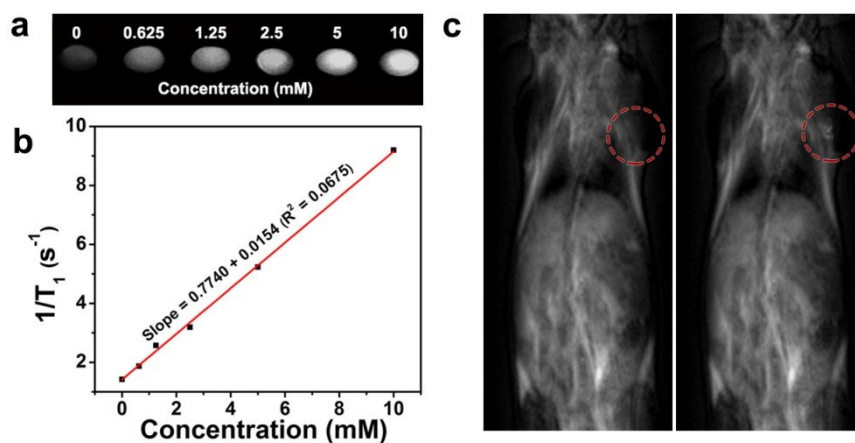 a
0 0.625 1.25 2.5 5 10
Concentration (mM)
b
10
8
6
4
2
1/T₁ (s⁻¹)
Slope = 0.7740 + 0.0154 (R² = 0.0675)
0 2 4 6 8 10
Concentration (mM)
c